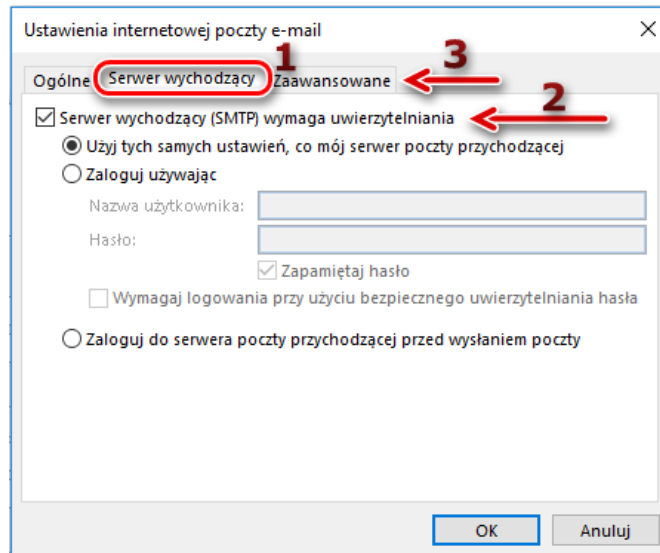 Ustawienia internetowej poczty e-mail
1
3
Ogólne Serwer wychodzący Zaawansowane
2
Serwer wychodzący (SMTP) wymaga uwierzytelniania
Użyj tych samych ustawień, co mój serwer poczty przychodzącej
Zaloguj używając
Nazwa użytkownika:
Hasło:
Zapamiętaj hasło
Wymagaj logowania przy użyciu bezpiecznego uwierzytelniania hasła
Zaloguj do serwera poczty przychodzącej przed wysłaniem poczty
OK Anuluj